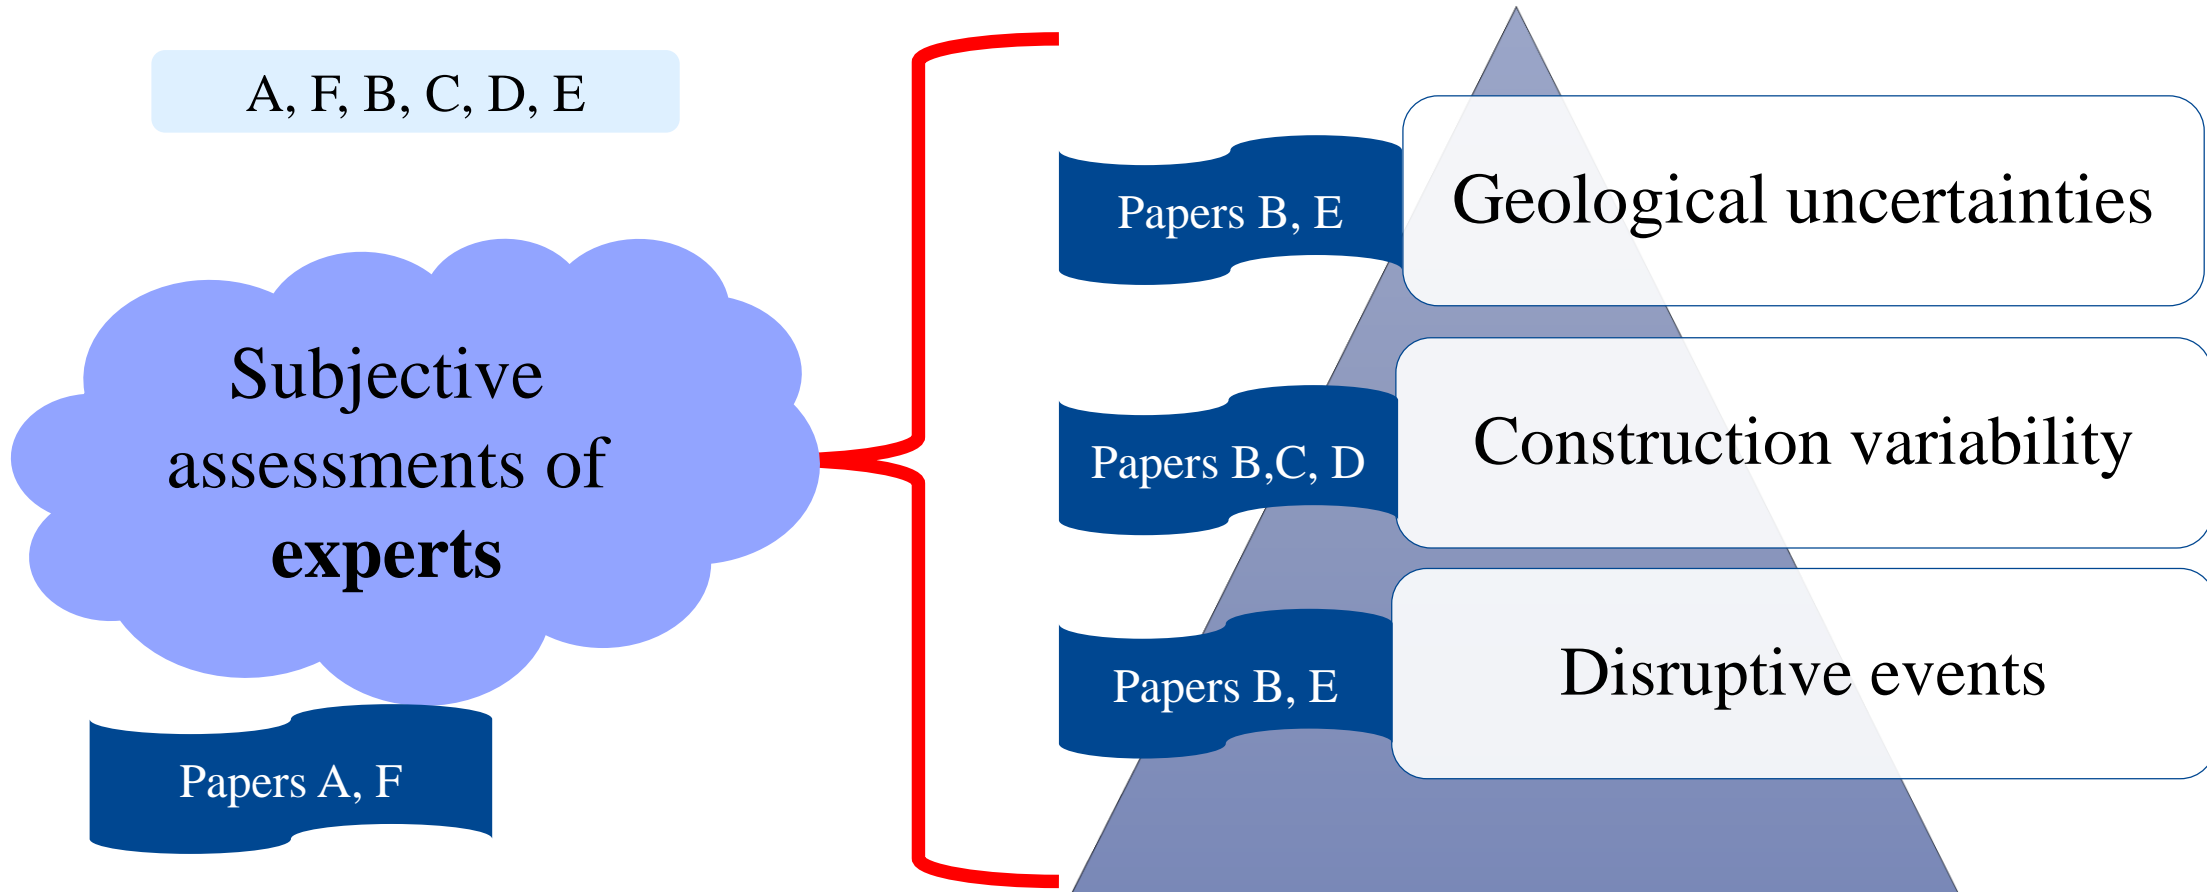 A, F, B, C, D, E
Subjective
assessments of
experts
Papers A, F
Papers B, E
Geological uncertainties
Papers B,C, D
Construction variability
Papers B, E
Disruptive events